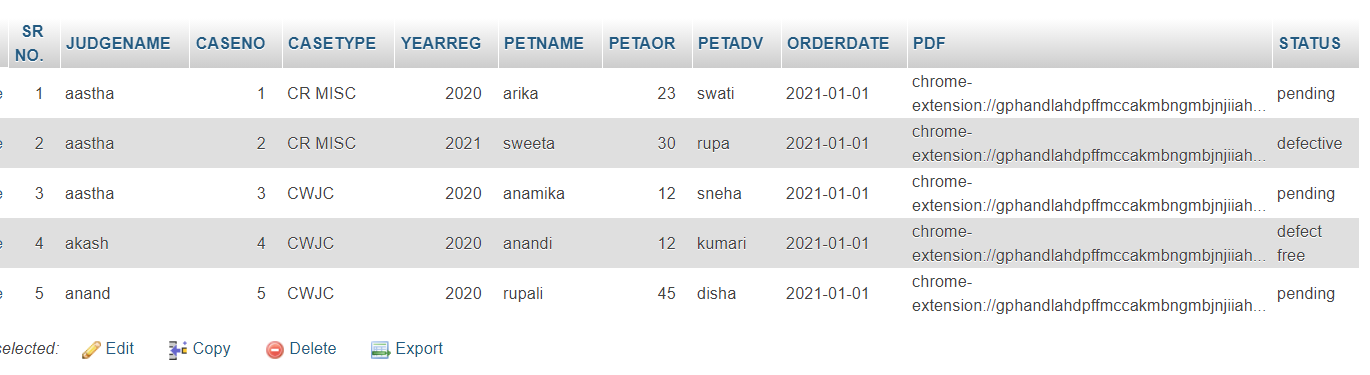 SR NO. JUDGENAME CASENO CASETYPE YEARREG PETNAME PETAOR PETADV ORDERDATE PDF STATUS
e 1 aastha 1 CR MISC 2020 arika 23 swati 2021-01-01 chrome-extension://gphandlahdpffmccakmbngmbjnjiiah... pending
e 2 aastha 2 CR MISC 2021 sweeta 30 rupa 2021-01-01 chrome-extension://gphandlahdpffmccakmbngmbjnjiiah... defective
e 3 aastha 3 CWJC 2020 anamika 12 sneha 2021-01-01 chrome-extension://gphandlahdpffmccakmbngmbjnjiiah... pending
e 4 akash 4 CWJC 2020 anandi 12 kumari 2021-01-01 chrome-extension://gphandlahdpffmccakmbngmbjnjiiah... defect free
e 5 anand 5 CWJC 2020 rupali 45 disha 2021-01-01 chrome-extension://gphandlahdpffmccakmbngmbjnjiiah... pending
selected: Edit Copy Delete Export